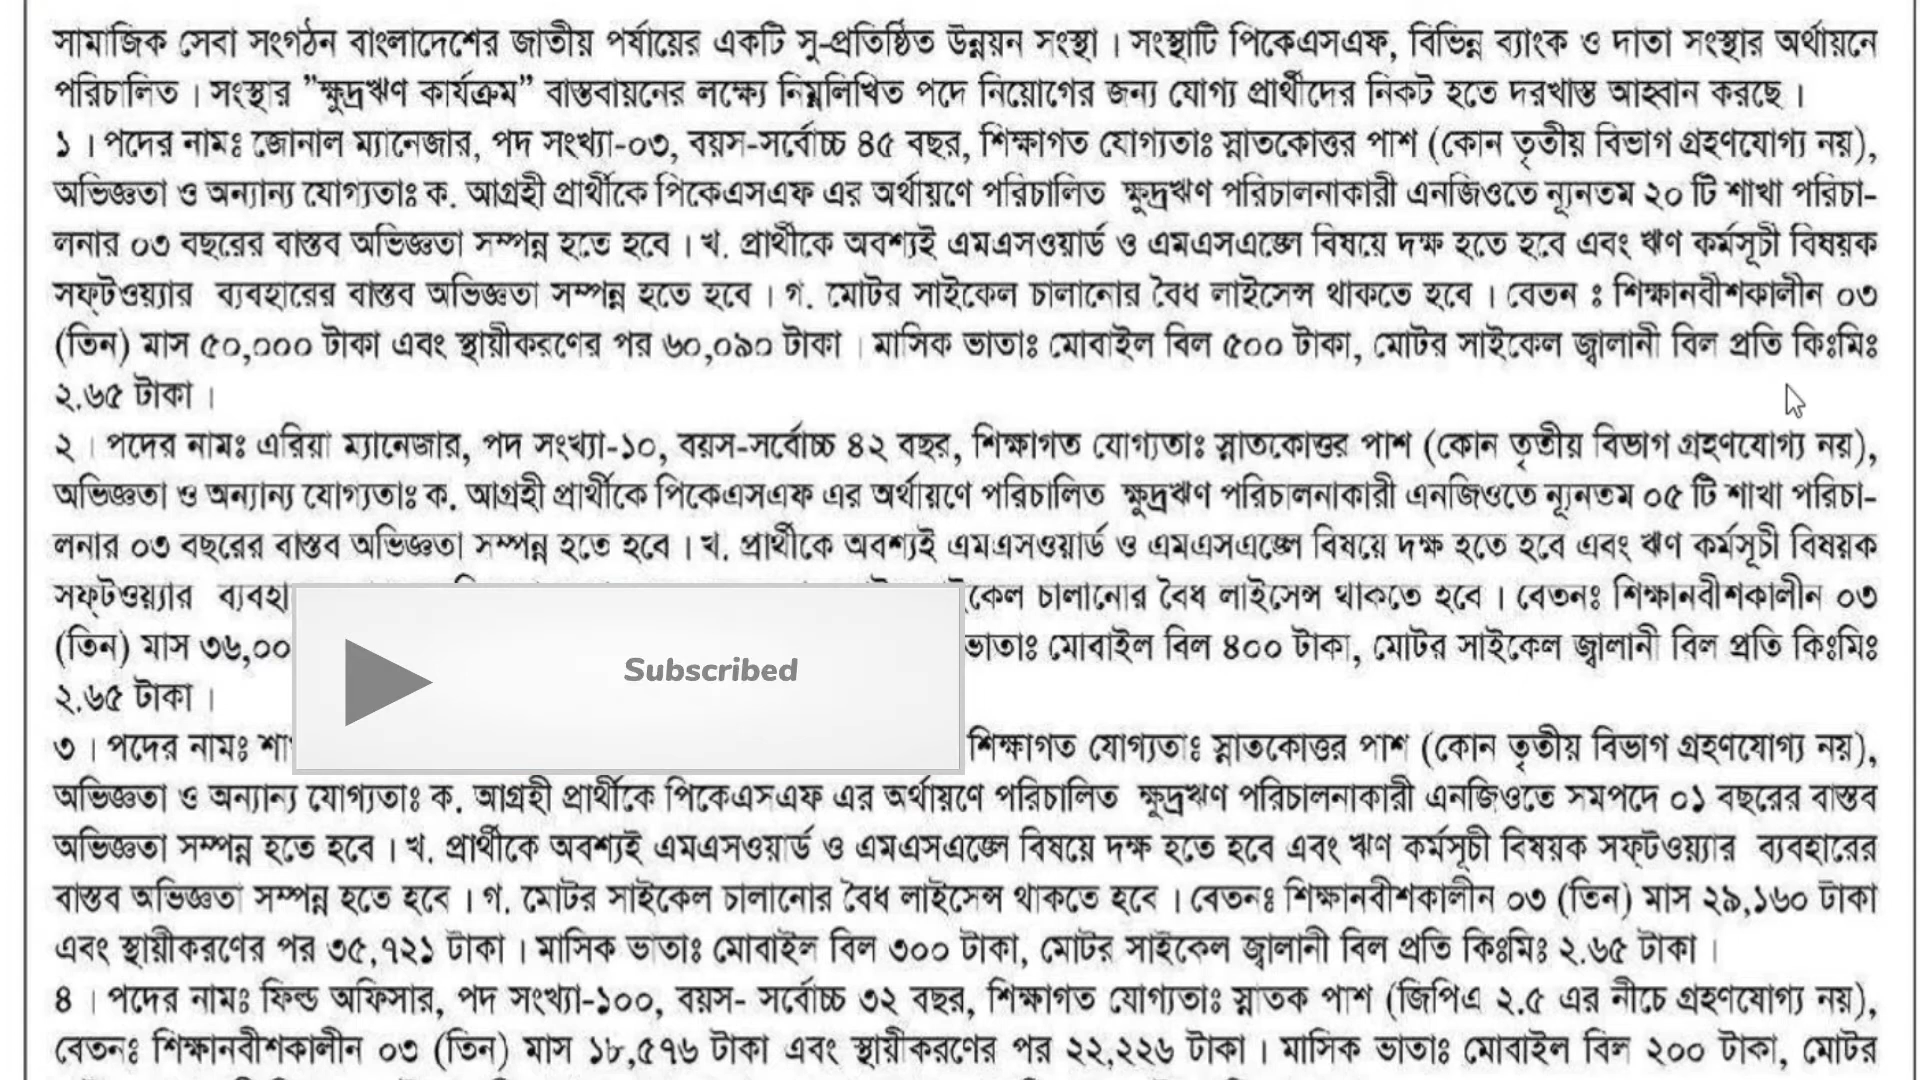 সামাজিক সেবা সংগঠন বাংলাদেশের জাতীয় পর্যায়ের একটি সু-প্রতিষ্ঠিত উন্নয়ন সংস্থা। সংস্থাটি পিকেএসএফ, বিভিন্ন ব্যাংক ও দাতা সংস্থার অর্থায়নে
পরিচালিত। সংস্থার ”ক্ষুদ্রঋণ কার্যক্রম” বাস্তবায়নের লক্ষ্যে নিম্নলিখিত পদে নিয়োগের জন্য যোগ্য প্রার্থীদের নিকট হতে দরখাস্ত আহ্বান করছে।
১। পদের নামঃ জোনাল ম্যানেজার, পদ সংখ্যা-০৩, বয়স-সর্বোচ্চ ৪৫ বছর, শিক্ষাগত যোগ্যতাঃ স্নাতকোত্তর পাশ (কোন তৃতীয় বিভাগ গ্রহণযোগ্য নয়),
অভিজ্ঞতা ও অন্যান্য যোগ্যতাঃ ক. আগ্রহী প্রার্থীকে পিকেএসএফ এর অর্থায়ণে পরিচালিত ক্ষুদ্রঋণ পরিচালনাকারী এনজিওতে ন্যূনতম ২০ টি শাখা পরিচা-
লনার ০৩ বছরের বাস্তব অভিজ্ঞতা সম্পন্ন হতে হবে। খ. প্রার্থীকে অবশ্যই এমএসওয়ার্ড ও এমএসএক্সেল বিষয়ে দক্ষ হতে হবে এবং ঋণ কর্মসূচী বিষয়ক
সফ্টওয়্যার ব্যবহারের বাস্তব অভিজ্ঞতা সম্পন্ন হতে হবে। গ. মোটর সাইকেল চালানোর বৈধ লাইসেন্স থাকতে হবে। বেতন ঃ শিক্ষানবীশকালীন ০৩
(তিন) মাস ৫০,০০০ টাকা এবং স্থায়ীকরণের পর ৬০,০৯০ টাকা। মাসিক ভাতাঃ মোবাইল বিল ৫০০ টাকা, মোটর সাইকেল জ্বালানী বিল প্রতি কিঃমিঃ
২.৬৫ টাকা।
২। পদের নামঃ এরিয়া ম্যানেজার, পদ সংখ্যা-১০, বয়স-সর্বোচ্চ ৪২ বছর, শিক্ষাগত যোগ্যতাঃ স্নাতকোত্তর পাশ (কোন তৃতীয় বিভাগ গ্রহণযোগ্য নয়),
অভিজ্ঞতা ও অন্যান্য যোগ্যতাঃ ক. আগ্রহী প্রার্থীকে পিকেএসএফ এর অর্থায়ণে পরিচালিত ক্ষুদ্রঋণ পরিচালনাকারী এনজিওতে ন্যূনতম ০৫ টি শাখা পরিচা-
লনার ০৩ বছরের বাস্তব অভিজ্ঞতা সম্পন্ন হতে হবে। খ. প্রার্থীকে অবশ্যই এমএসওয়ার্ড ও এমএসএক্সেল বিষয়ে দক্ষ হতে হবে এবং ঋণ কর্মসূচী বিষয়ক
সফ্টওয়্যার চালানোর বৈধ লাইসেন্স থাকতে হবে। বেতনঃ শিক্ষানবীশকালীন ০৩
(তিন) মাস ভাতাঃ মোবাইল বিল ৪০০ টাকা, মোটর সাইকেল জ্বালানী বিল প্রতি কিঃমিঃ
Subscribed
২.৬৫ টাকা।
৩। পদের নামঃ শিক্ষাগত যোগ্যতাঃ স্নাতকোত্তর পাশ (কোন তৃতীয় বিভাগ গ্রহণযোগ্য নয়),
অভিজ্ঞতা ও অন্যান্য যোগ্যতাঃ ক. আগ্রহী প্রার্থীকে পিকেএসএফ এর অর্থায়ণে পরিচালিত ক্ষুদ্রঋণ পরিচালনাকারী এনজিওতে সমপদে ০১ বছরের বাস্তব
অভিজ্ঞতা সম্পন্ন হতে হবে। খ. প্রার্থীকে অবশ্যই এমএসওয়ার্ড ও এমএসএক্সেল বিষয়ে দক্ষ হতে হবে এবং ঋণ কর্মসূচী বিষয়ক সফ্টওয়্যার ব্যবহারের
বাস্তব অভিজ্ঞতা সম্পন্ন হতে হবে। গ. মোটর সাইকেল চালানোর বৈধ লাইসেন্স থাকতে হবে। বেতনঃ শিক্ষানবীশকালীন ০৩ (তিন) মাস ২৯,১৬০ টাকা
এবং স্থায়ীকরণের পর ৩৫,৭২১ টাকা। মাসিক ভাতাঃ মোবাইল বিল ৩০০ টাকা, মোটর সাইকেল জ্বালানী বিল প্রতি কিঃমিঃ ২.৬৫ টাকা।
৪। পদের নামঃ ফিল্ড অফিসার, পদ সংখ্যা-১০০, বয়স- সর্বোচ্চ ৩২ বছর, শিক্ষাগত যোগ্যতাঃ স্নাতক পাশ (জিপিএ ২.৫ এর নীচে গ্রহণযোগ্য নয়),
বেতনঃ শিক্ষানবীশকালীন ০৩ (তিন) মাস ১৮,৫৭৬ টাকা এবং স্থায়ীকরণের পর ২২,২২৬ টাকা। মাসিক ভাতাঃ মোবাইল বিল ২০০ টাকা, মোটর